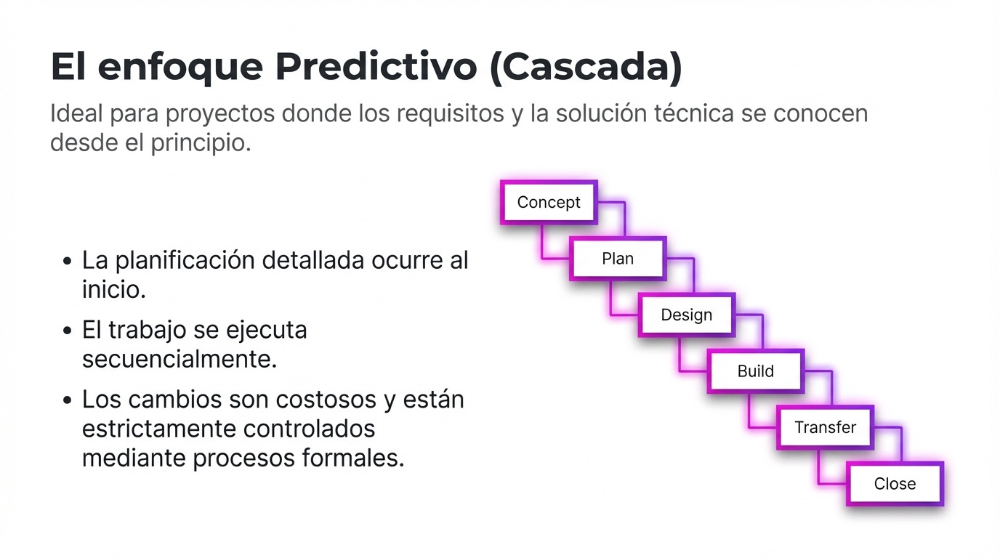 El enfoque Predictivo (Cascada)
Ideal para proyectos donde los requisitos y la solución técnica se conocen
desde el principio.
• La planificación detallada ocurre al
inicio.
• El trabajo se ejecuta
secuencialmente.
• Los cambios son costosos y están
estrictamente controlados
mediante procesos formales.
Concept
Plan
Design
Build
Transfer
Close